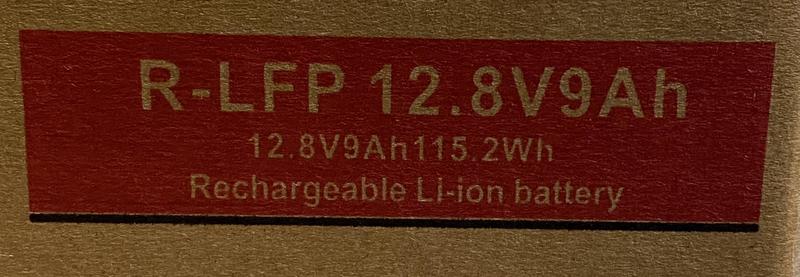 R-LFP 12.8V9Ah
12.8V9Ah115.2Wh
Rechargeable Li-ion battery